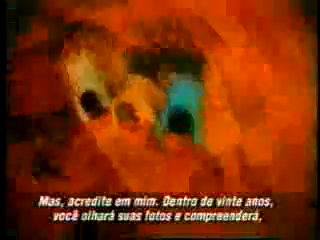 Mas, acredite em mim. Dentro de vinte anos,
você olhará suas fotos e compreenderá,